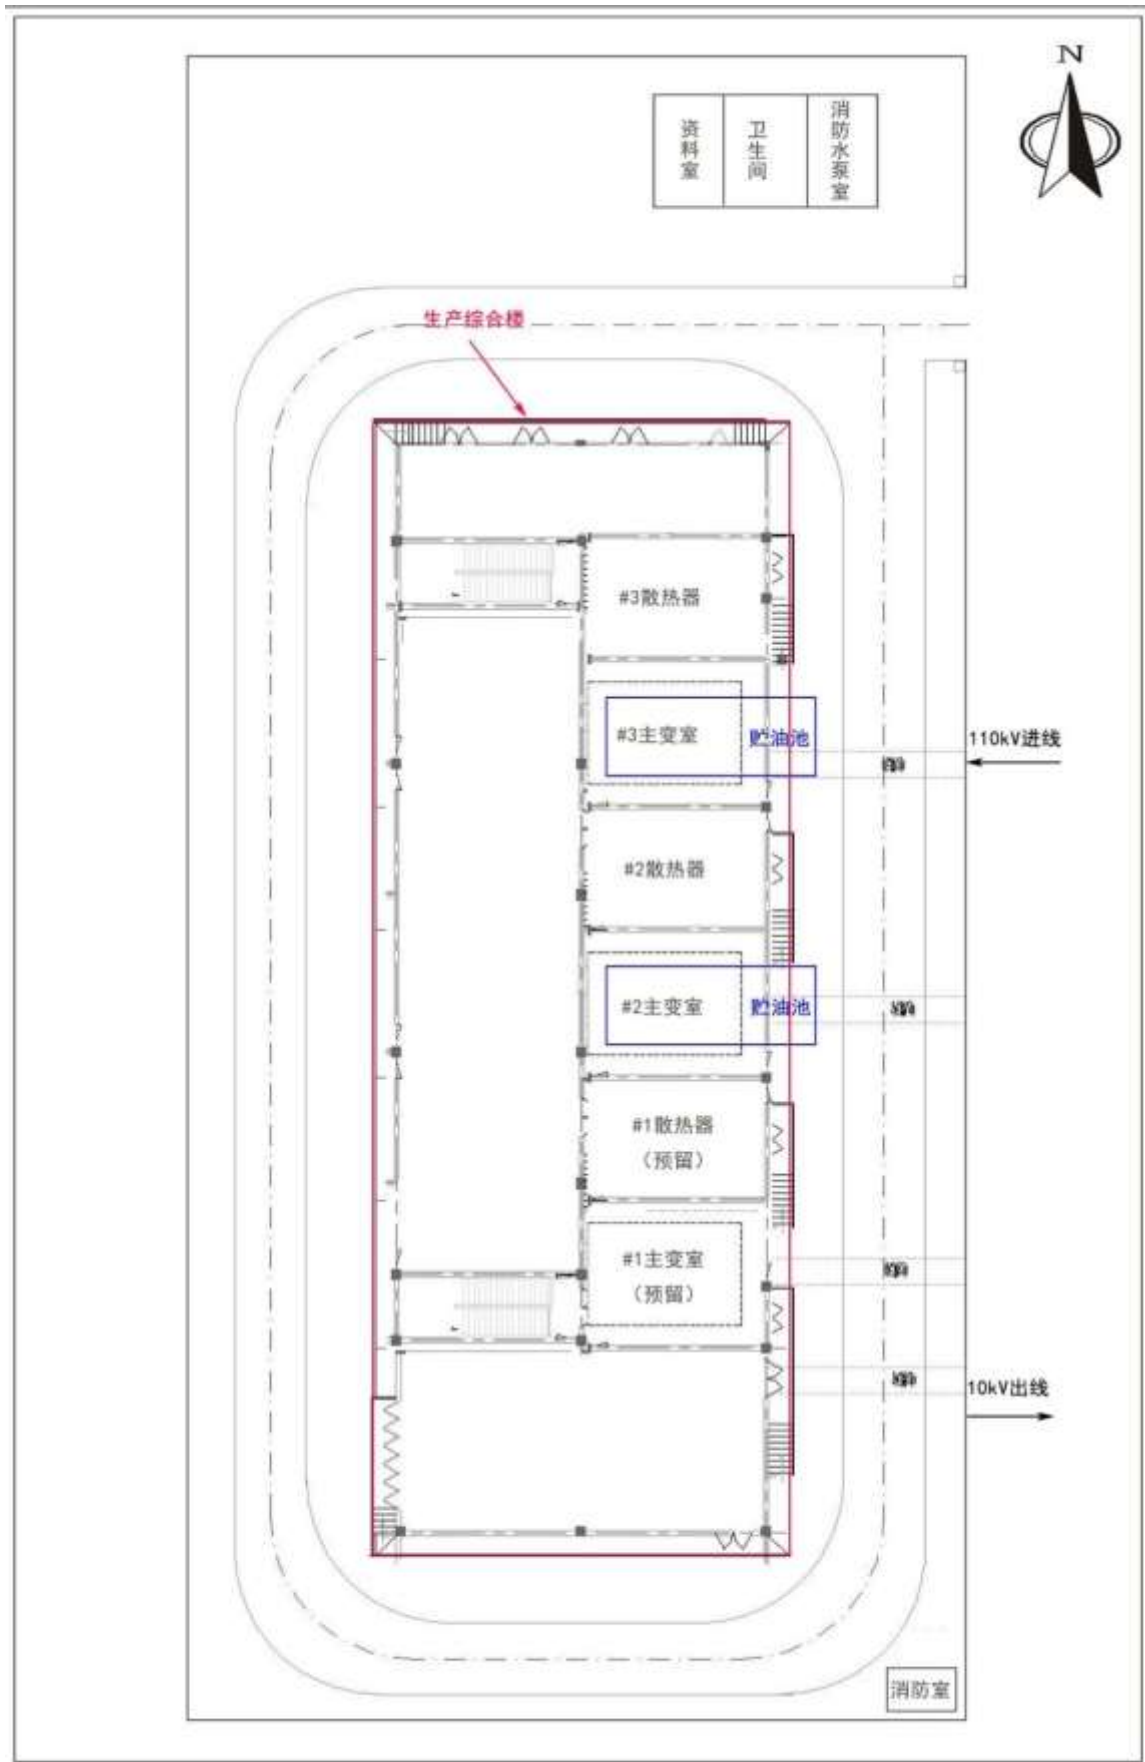 N
资料室
卫生间
消防水泵室
生产综合楼
#3散热器
#3主变室
贮油池
110kV进线
#2散热器
#2主变室
贮油池
#1散热器
（预留）
#1主变室
（预留）
10kV出线
消防室